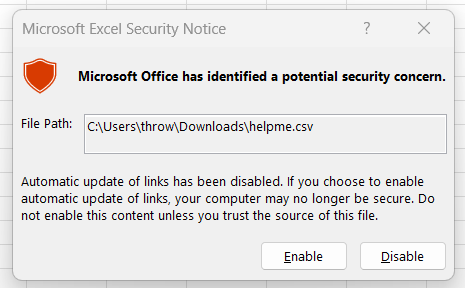 Microsoft Excel Security Notice ?
Microsoft Office has identified a potential security concern.
File Path: C:\Users\throw\Downloads\helpme.csv
Automatic update of links has been disabled. If you choose to enable
automatic update of links, your computer may no longer be secure. Do
not enable this content unless you trust the source of this file.
Enable Disable